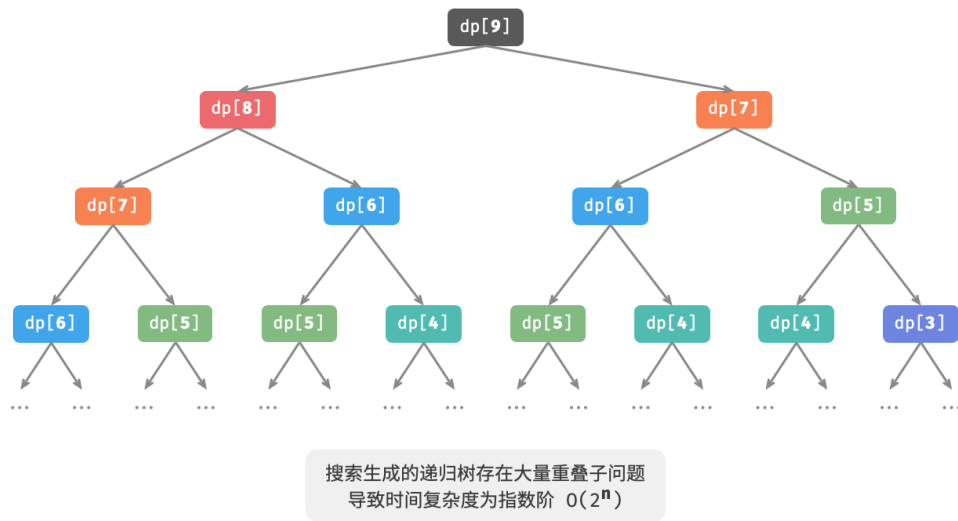 dp[9]
dp[8] dp[7]
dp[7] dp[6] dp[6] dp[5]
dp[6] dp[5] dp[5] dp[4] dp[5] dp[4] dp[4] dp[3]
... ... ... ... ... ... ... ... ... ... ... ... ... ... ... ...
搜索生成的递归树存在大量重叠子问题
导致时间复杂度为指数阶 O(2ⁿ)